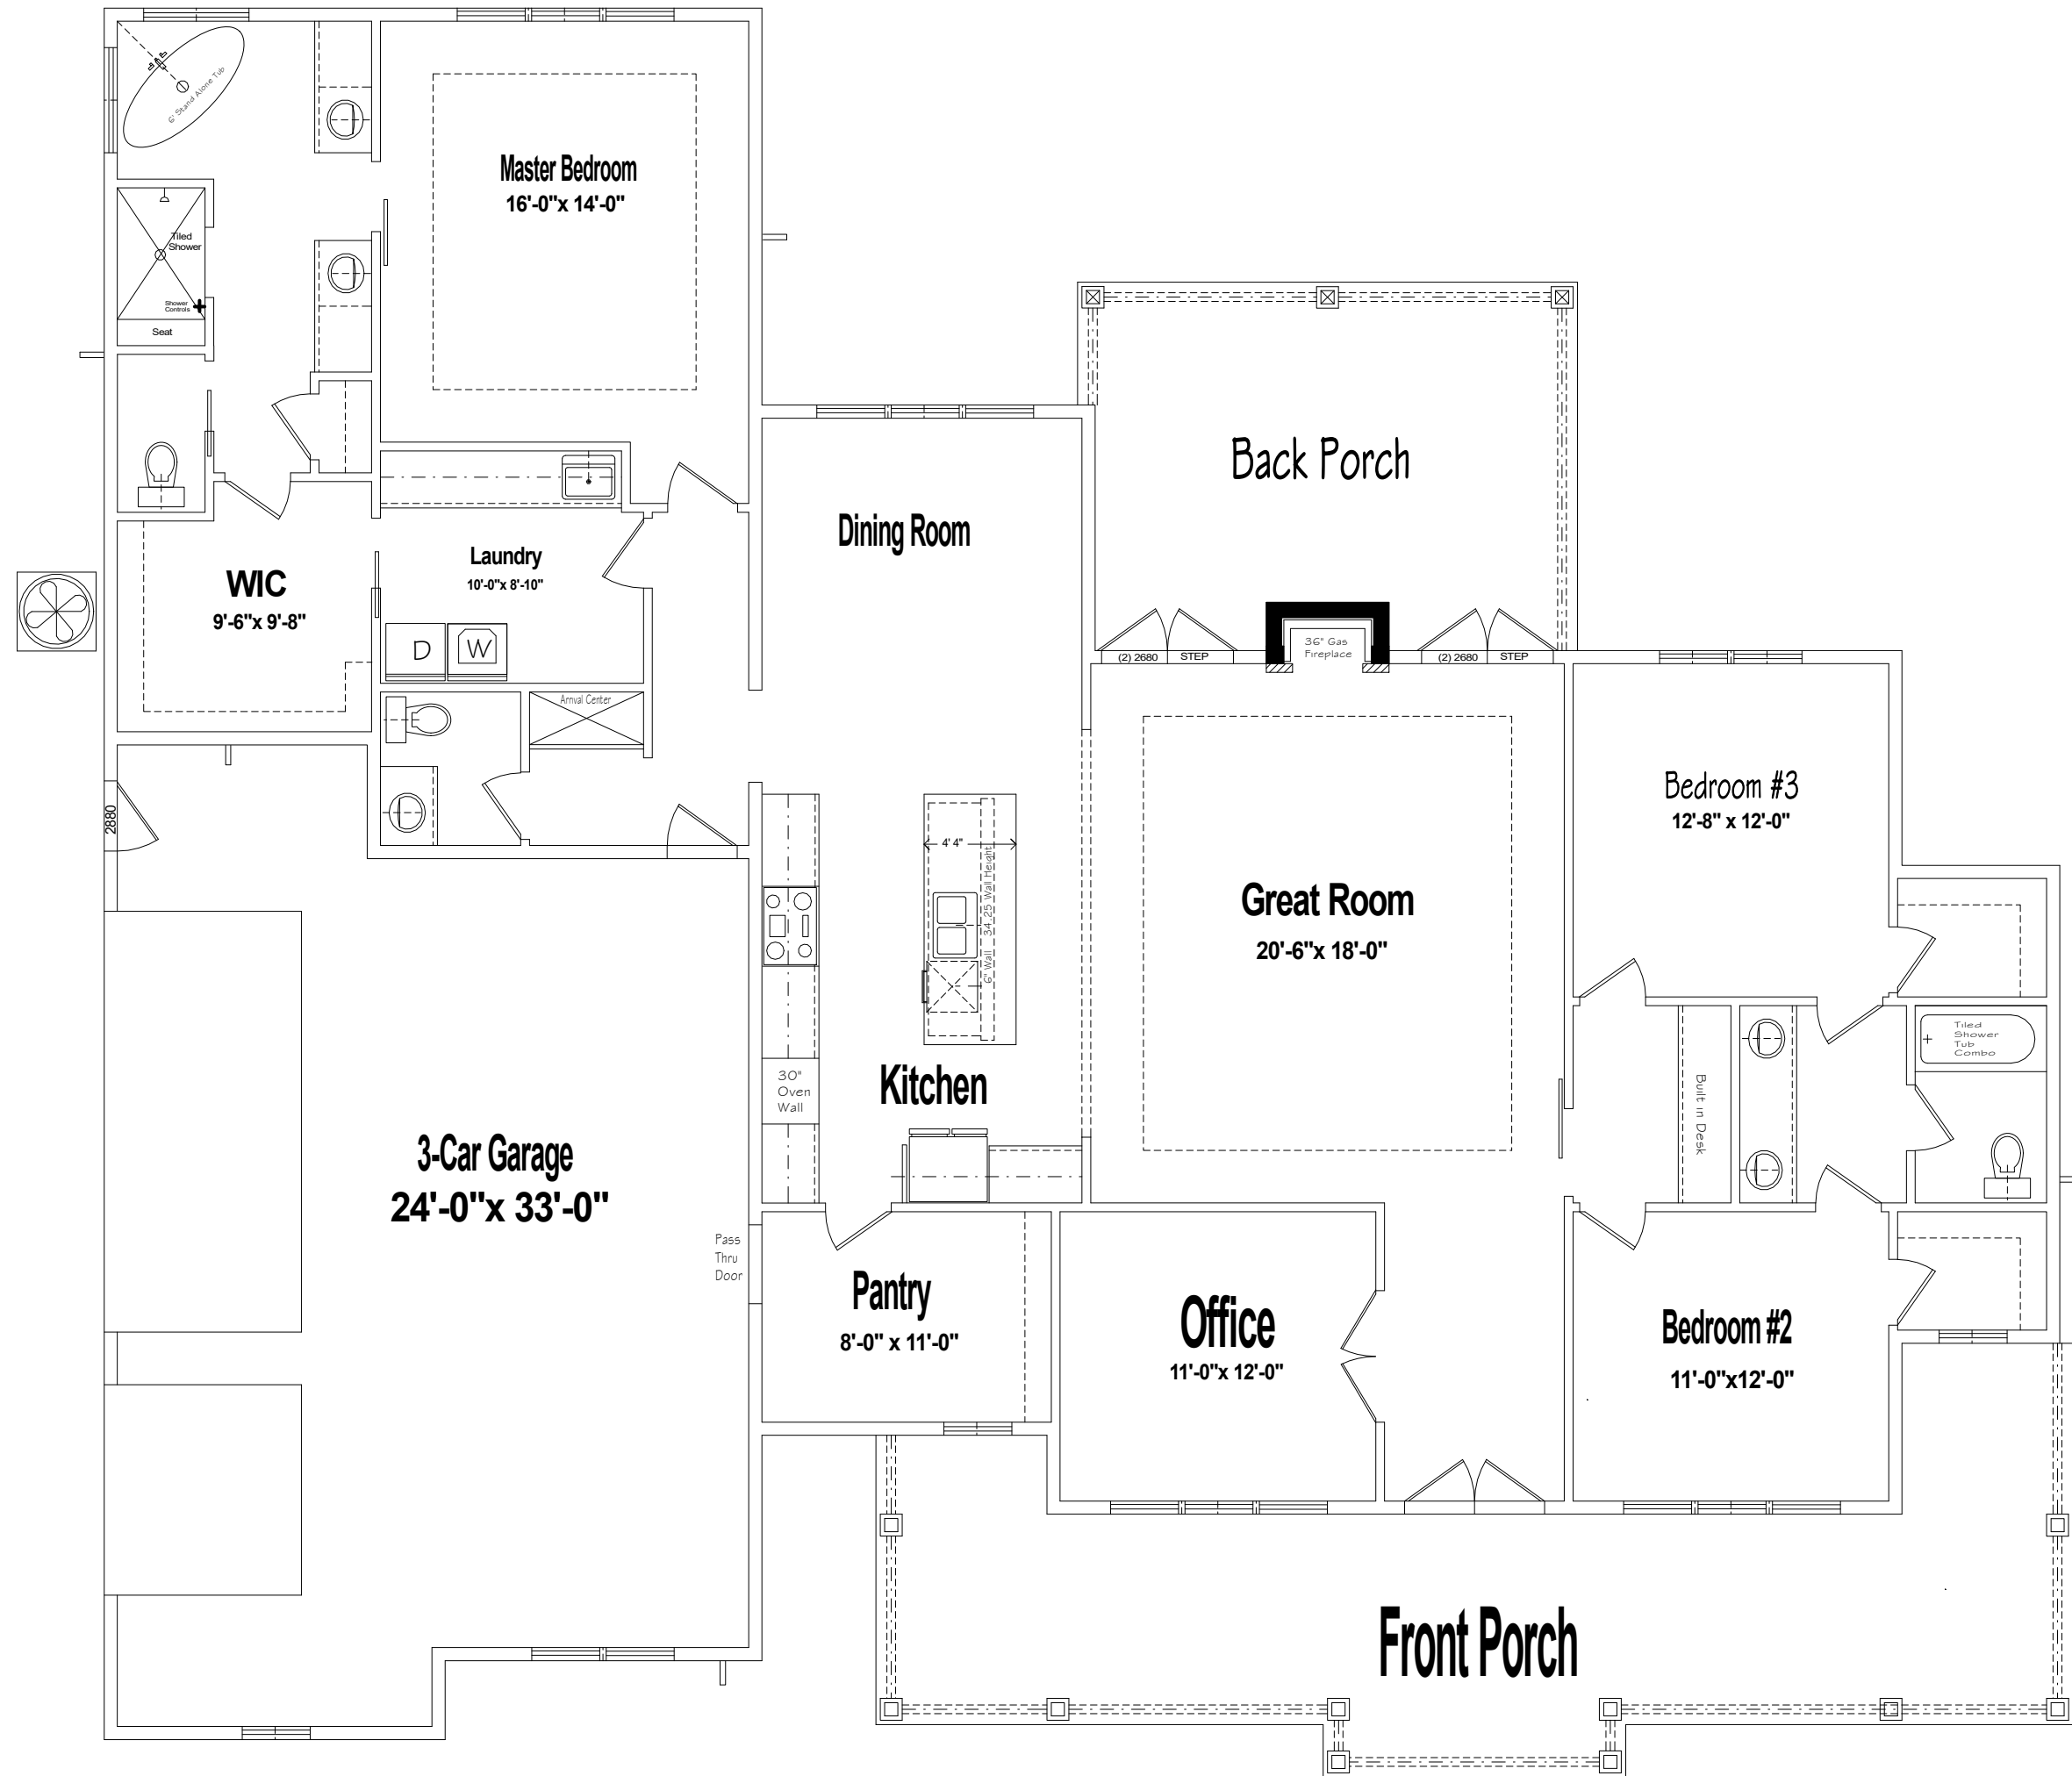 6' Stand Alone Tub
Master Bedroom
16'-0"x 14'-0"
Tiled
Shower
Shower
Controls
Seat
Back Porch
Dining Room
Laundry
10'-0"x 8'-10"
WIC
9'-6"x 9'-8"
D
W
36" Gas
Fireplace
(2) 2680
STEP
(2) 2680
STEP
Arrival Center
Bedroom #3
12'-8" x 12'-0"
2880
4' 4"
6" Wall 34.25 Wall Height
Great Room
20'-6"x 18'-0"
Tiled
Shower
Tub
Combo
30"
Oven
Wall
Kitchen
Built in Desk
3-Car Garage
24'-0"x 33'-0"
Pass
Thru
Door
Pantry
8'-0" x 11'-0"
Office
11'-0"x 12'-0"
Bedroom #2
11'-0"x12'-0"
Front Porch